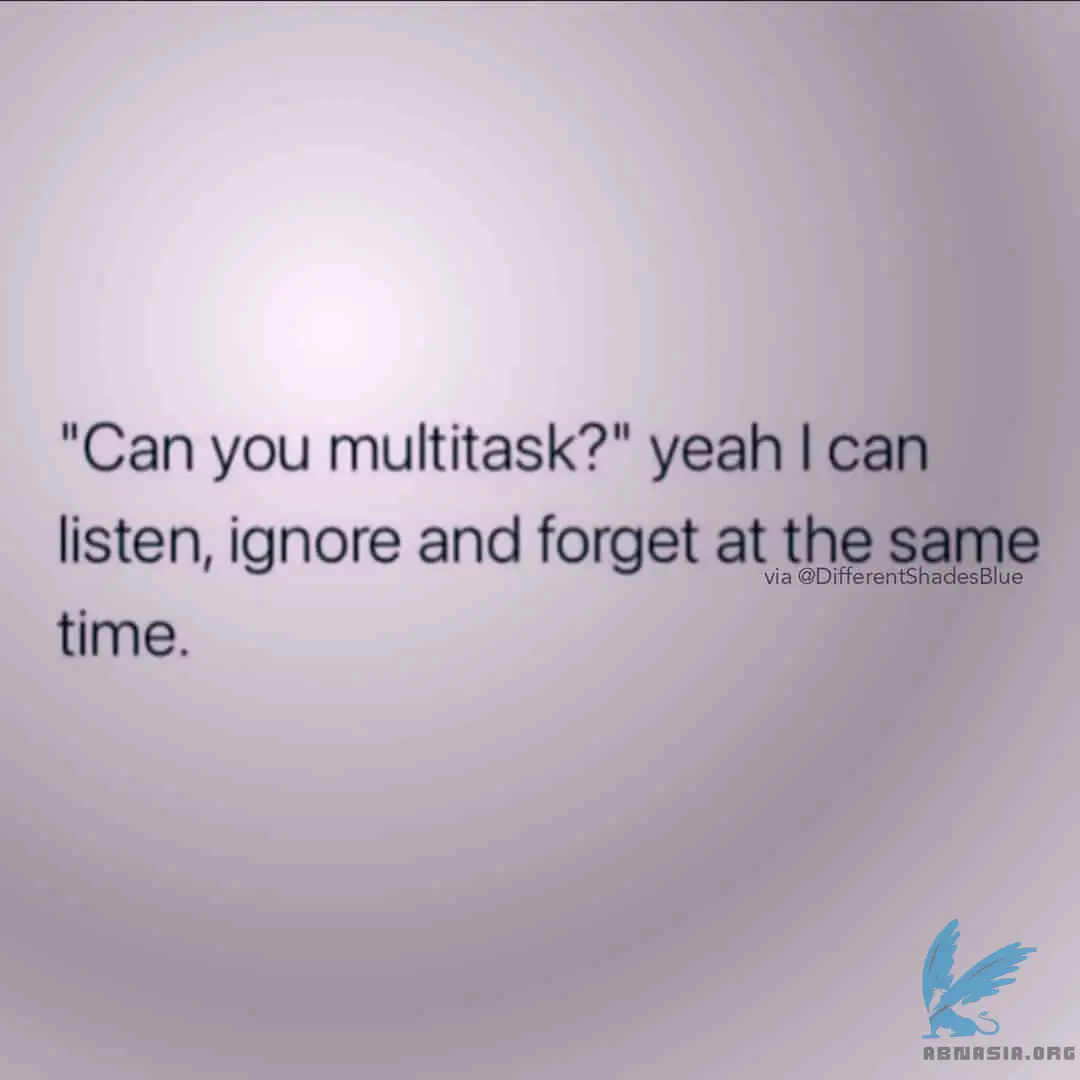 "Can you multitask?" yeah I can
listen, ignore and forget at the same
via @DifferentShadesBlue
time.
ABNASIA.ORG